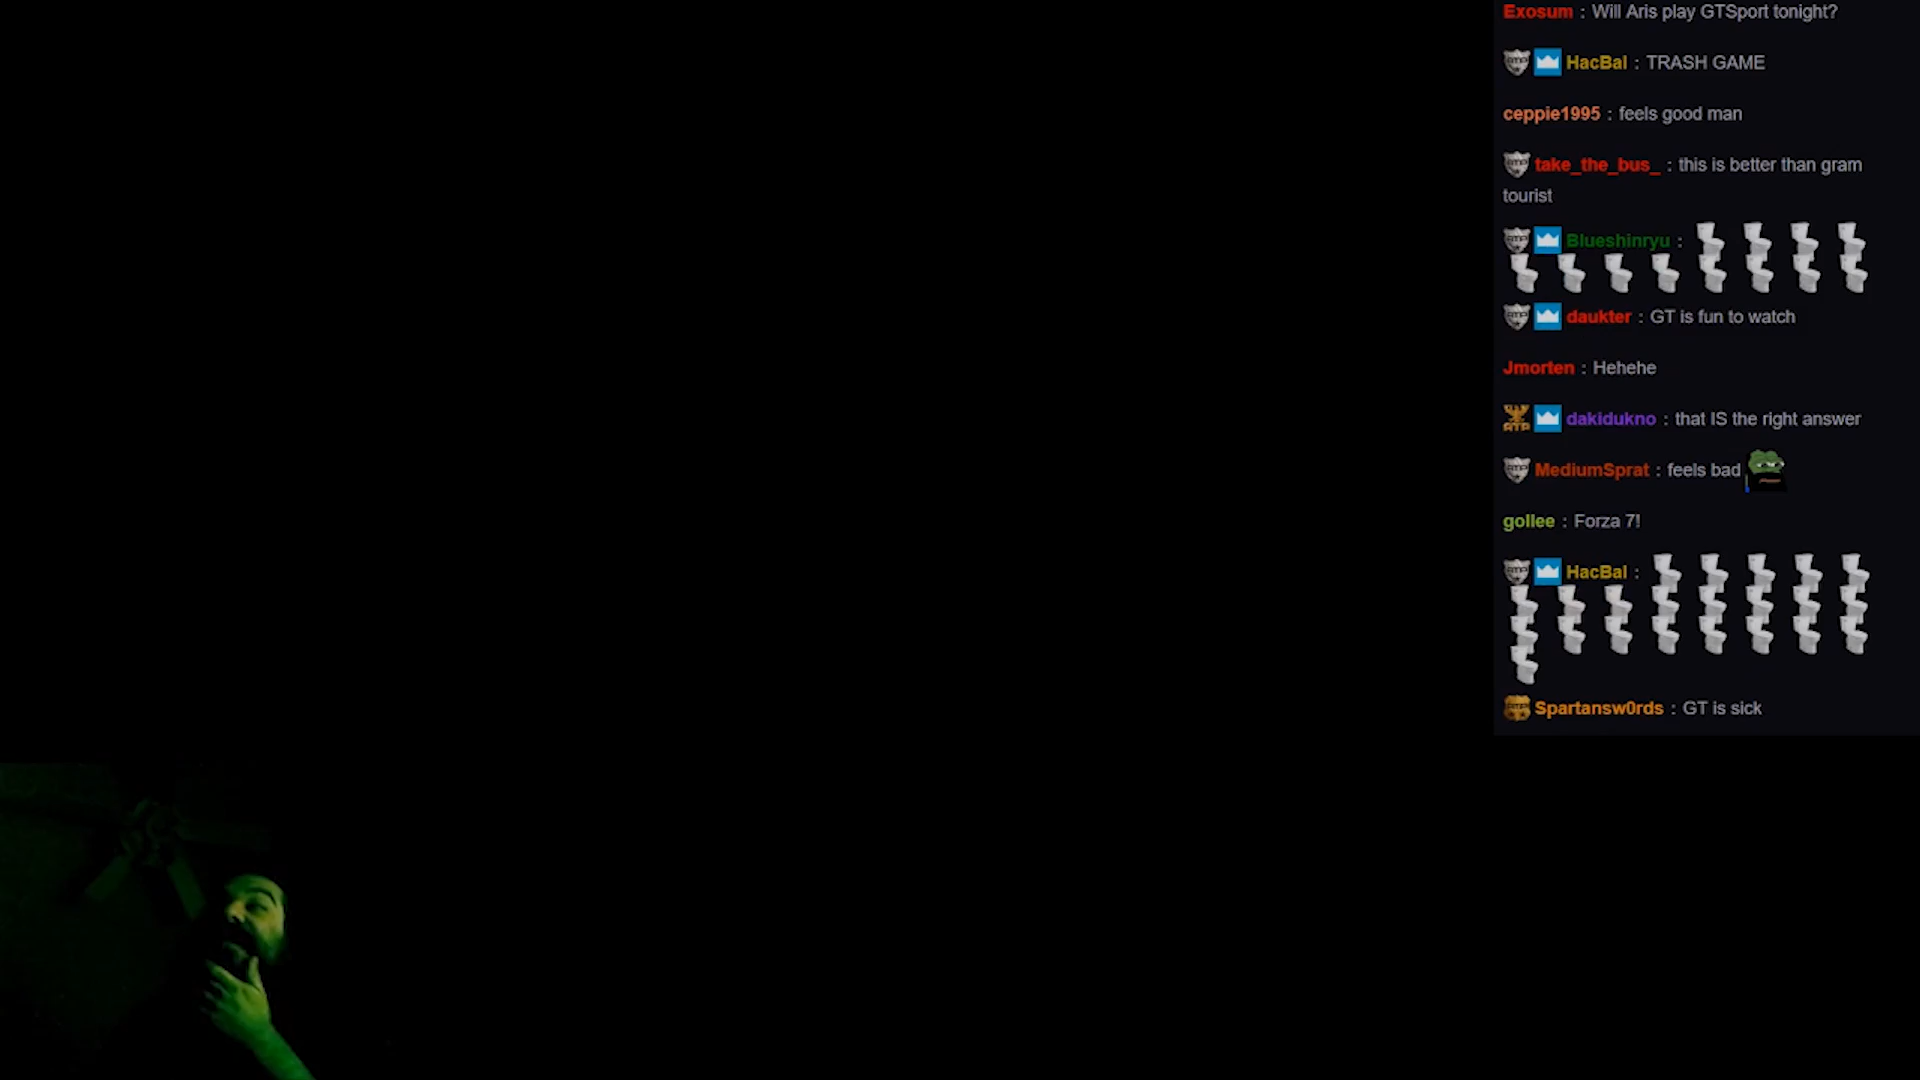 Exosum : Will Aris play GTSport tonight?
HacBal : TRASH GAME
ceppie1995 : feels good man
take_the_bus_ : this is better than gram
tourist
Blueshinryu :
daukter : GT is fun to watch
Jmorten : Hehehe
dakidukno : that IS the right answer
MediumSprat : feels bad
gollee : Forza 7!
HacBal :
Spartansw0rds : GT is sick